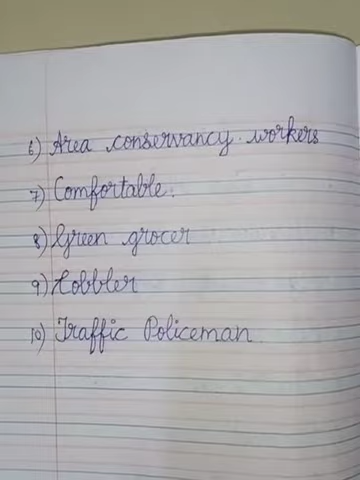 6) Area conservancy. workers
7) Comfortable.
8) Green grocer
9) Cobbler
10) Traffic Policeman